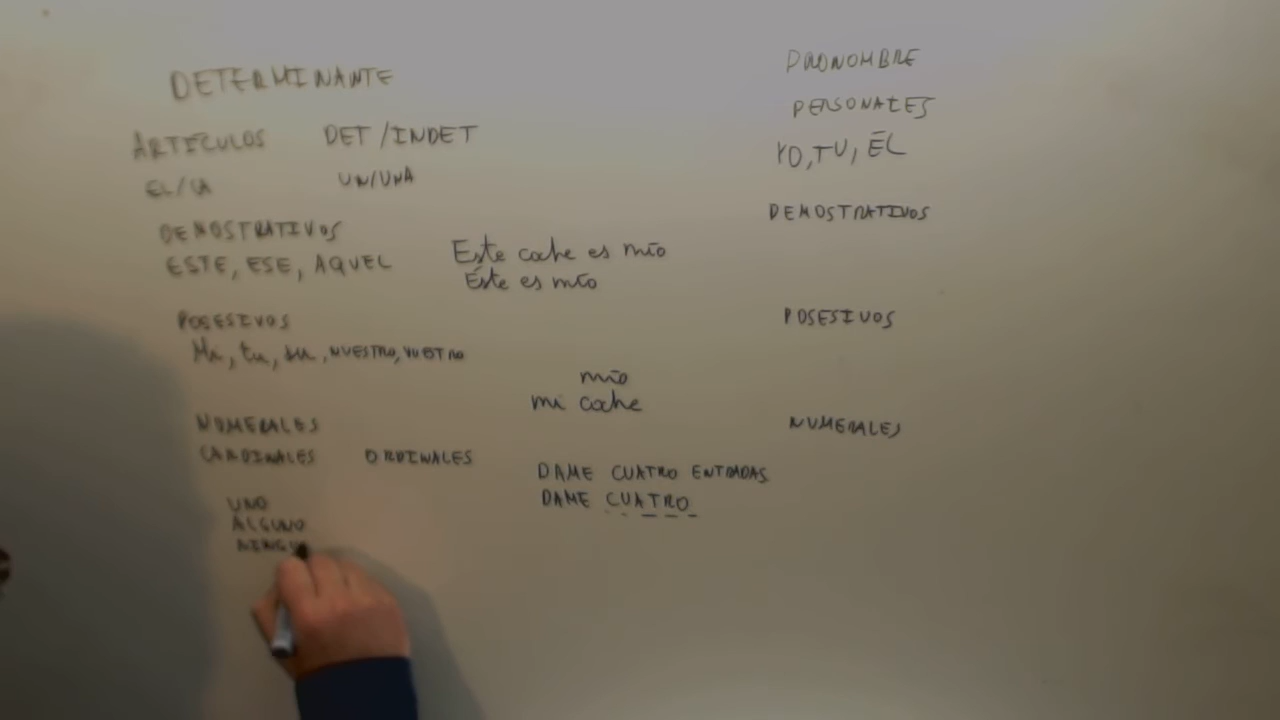 DETERMINANTE
PRONOMBRE
ARTÍCULOS DET/INDET
PERSONALES
EL/LA UN/UNA
YO, TU, ÉL
DEMOSTRATIVOS
DEMOSTRATIVOS
ESTE, ESE, AQUEL
Este coche es mío
Éste es mío
POSESIVOS
POSESIVOS
Mi, tu, su, NUESTRO, VUESTRO
mío
mi coche
NUMERALES
NUMERALES
CARDINALES ORDINALES
DAME CUATRO ENTRADAS
DAME CUATRO
UNO
ALGUNO
NINGU